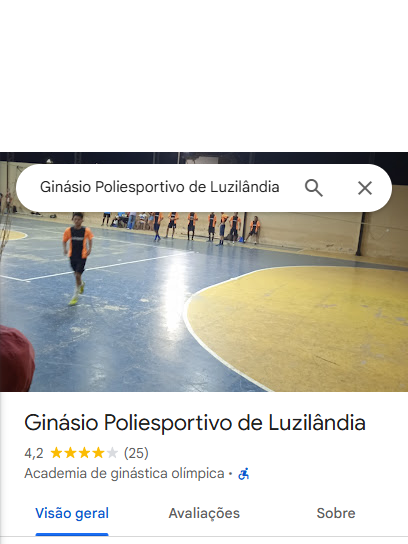 Ginásio Poliesportivo de Luzilândia
Ginásio Poliesportivo de Luzilândia
4,2 (25)
Academia de ginástica olímpica ·
Visão geral Avaliações Sobre